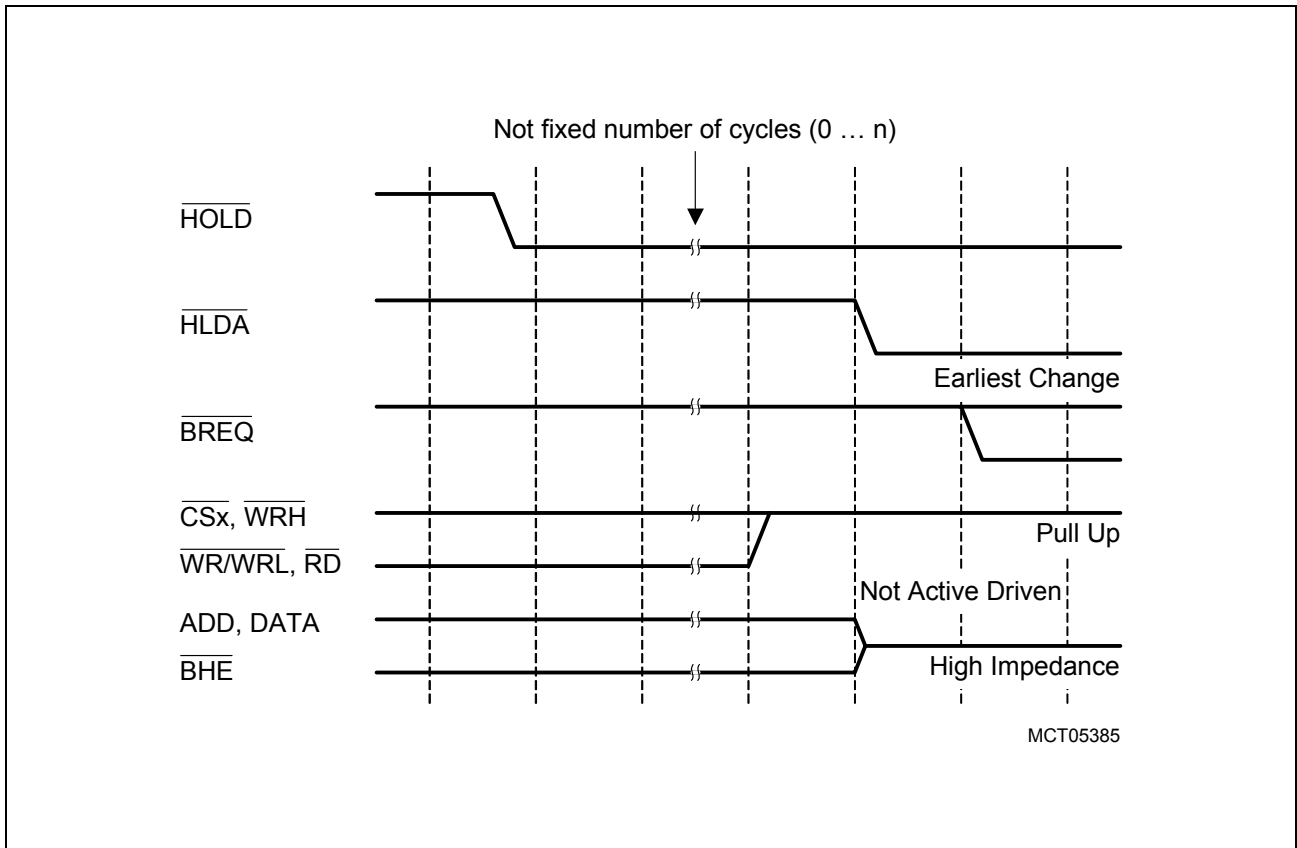 Not fixed number of cycles (0 … n)
HOLD
HLDA
Earliest Change
BREQ
CSx, WRH
Pull Up
WR/WRL, RD
Not Active Driven
ADD, DATA
BHE
High Impedance
MCT05385